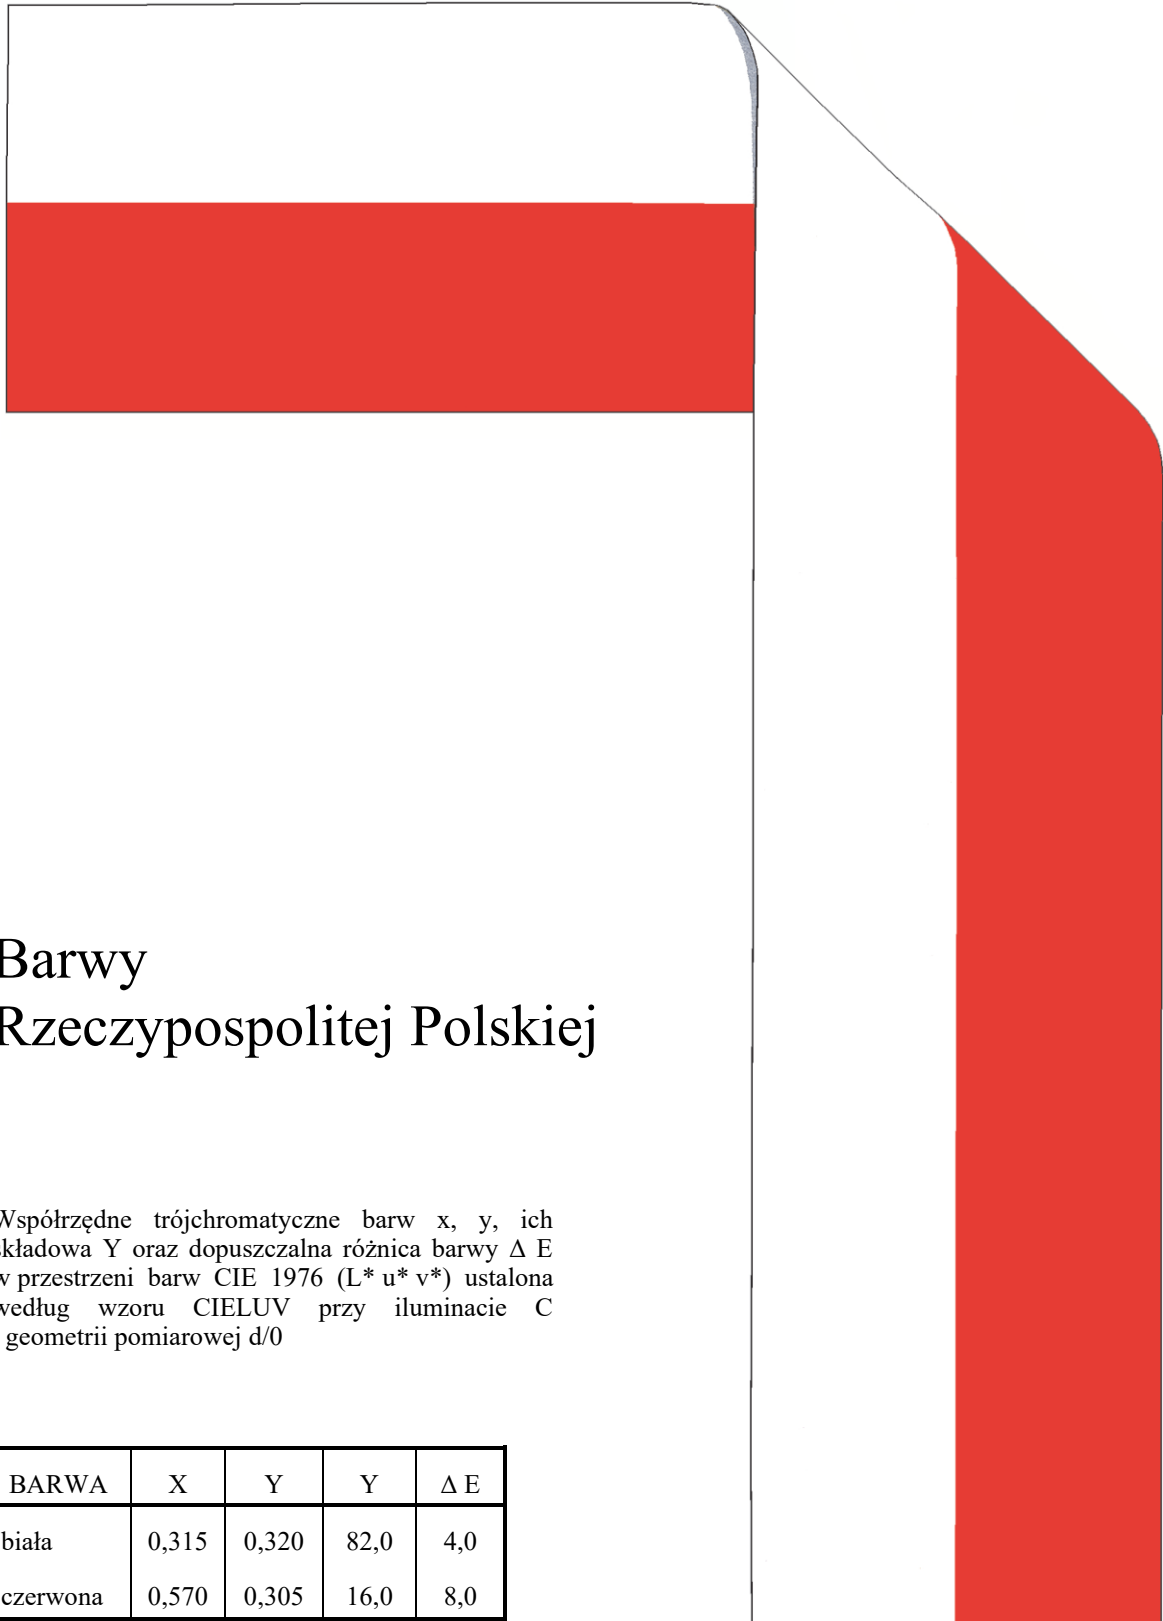 Barwy
Rzeczypospolitej Polskiej
Współrzędne trójchromatyczne barw x, y, ich
składowa Y oraz dopuszczalna różnica barwy Δ E
w przestrzeni barw CIE 1976 (L* u* v*) ustalona
według wzoru CIELUV przy iluminacie C
geometrii pomiarowej d/0
BARWA X Y Y Δ E
biała 0,315 0,320 82,0 4,0
czerwona 0,570 0,305 16,0 8,0